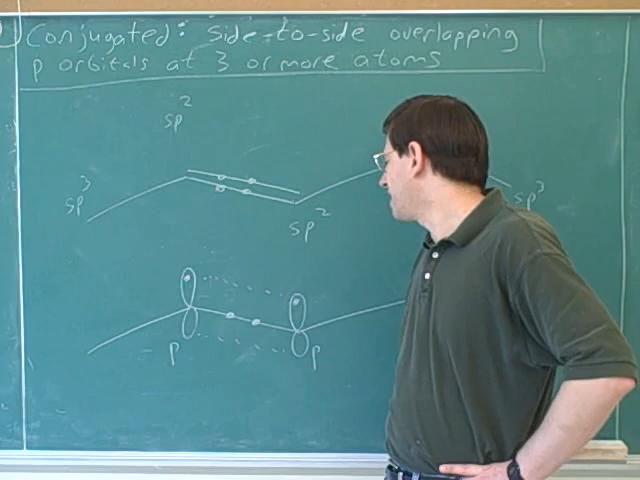 Conjugated: Side-to-side overlapping
p orbitals at 3 or more atoms
sp²
sp³
sp³
sp²
p
p